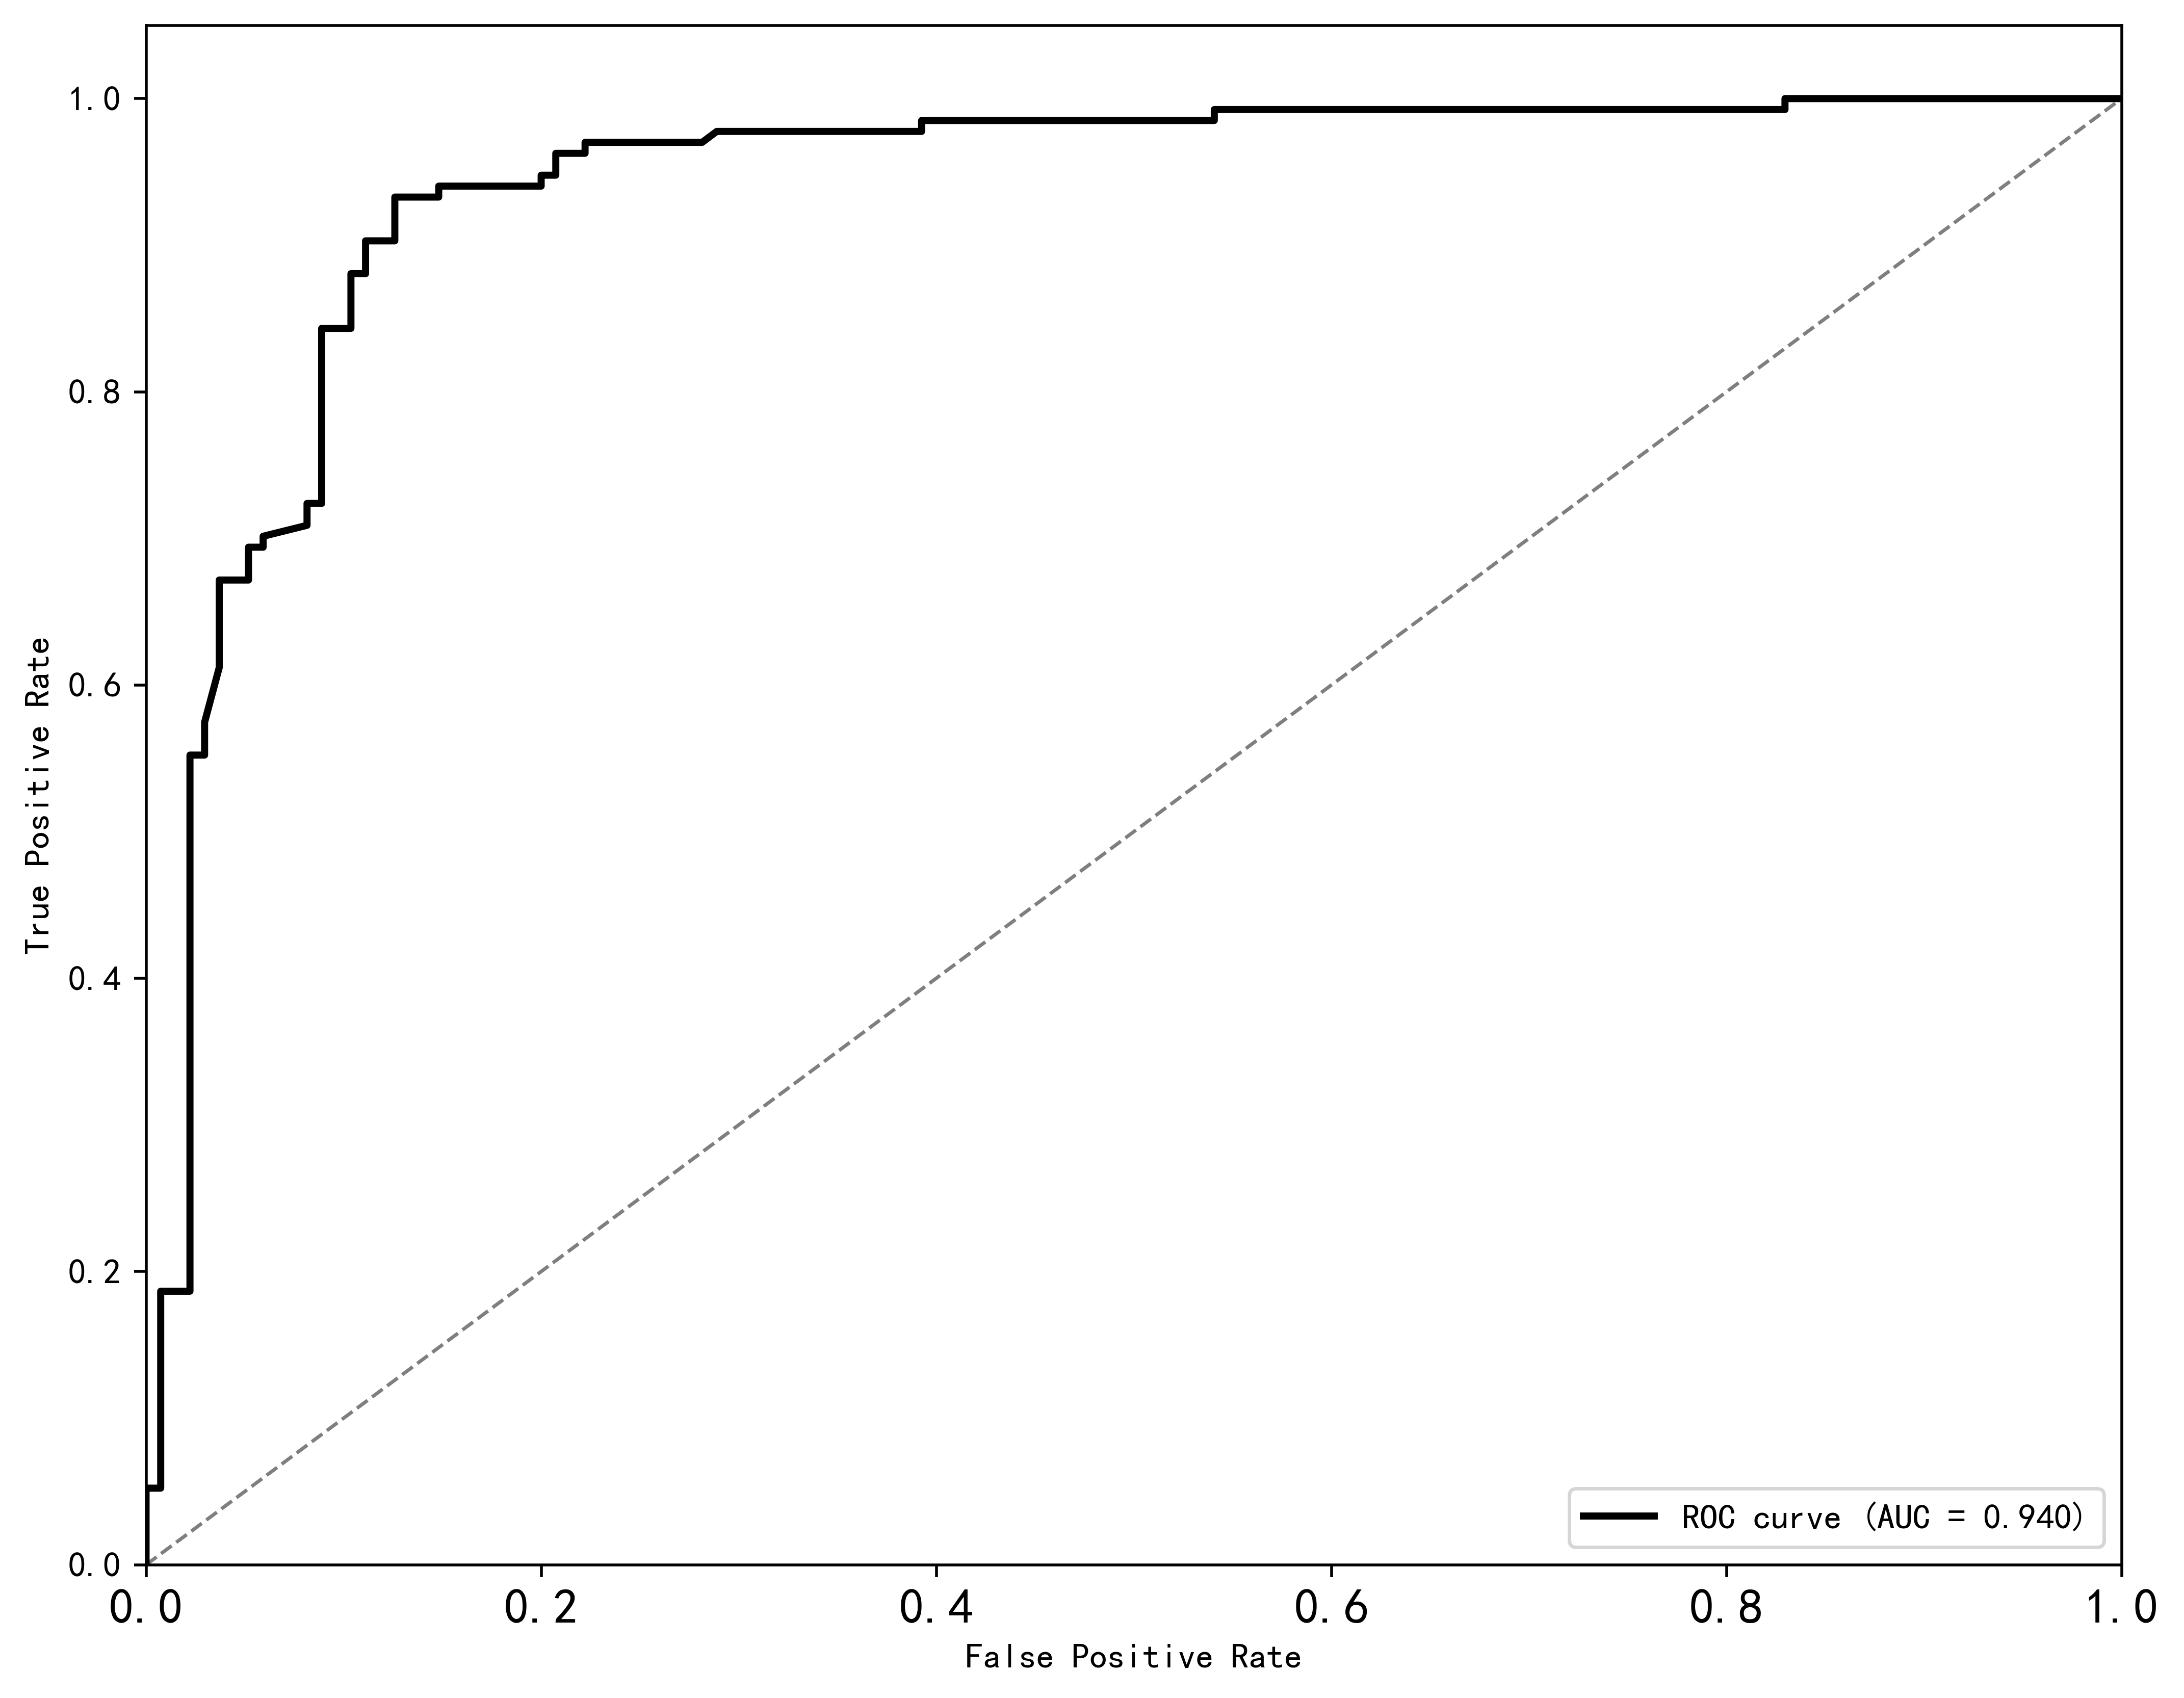 1.0
0.8
0.6
0.4
0.2
0.0
True Positive Rate
0.0 0.2 0.4 0.6 0.8 1.0
False Positive Rate
ROC curve (AUC = 0.940)